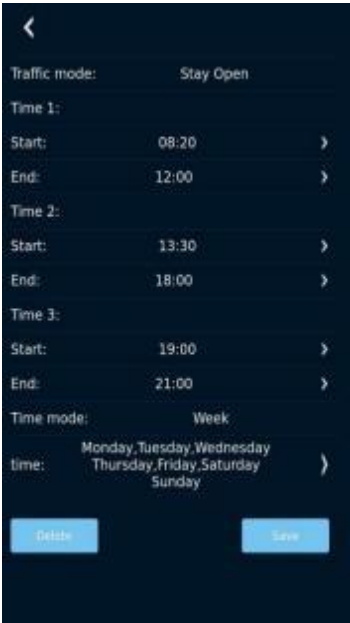 Traffic mode: Stay Open
Time 1:
Start: 08:20
End: 12:00
Time 2:
Start: 13:30
End: 18:00
Time 3:
Start: 19:00
End: 21:00
Time mode: Week
time: Monday,Tuesday,Wednesday
Thursday,Friday,Saturday
Sunday
Delete Save